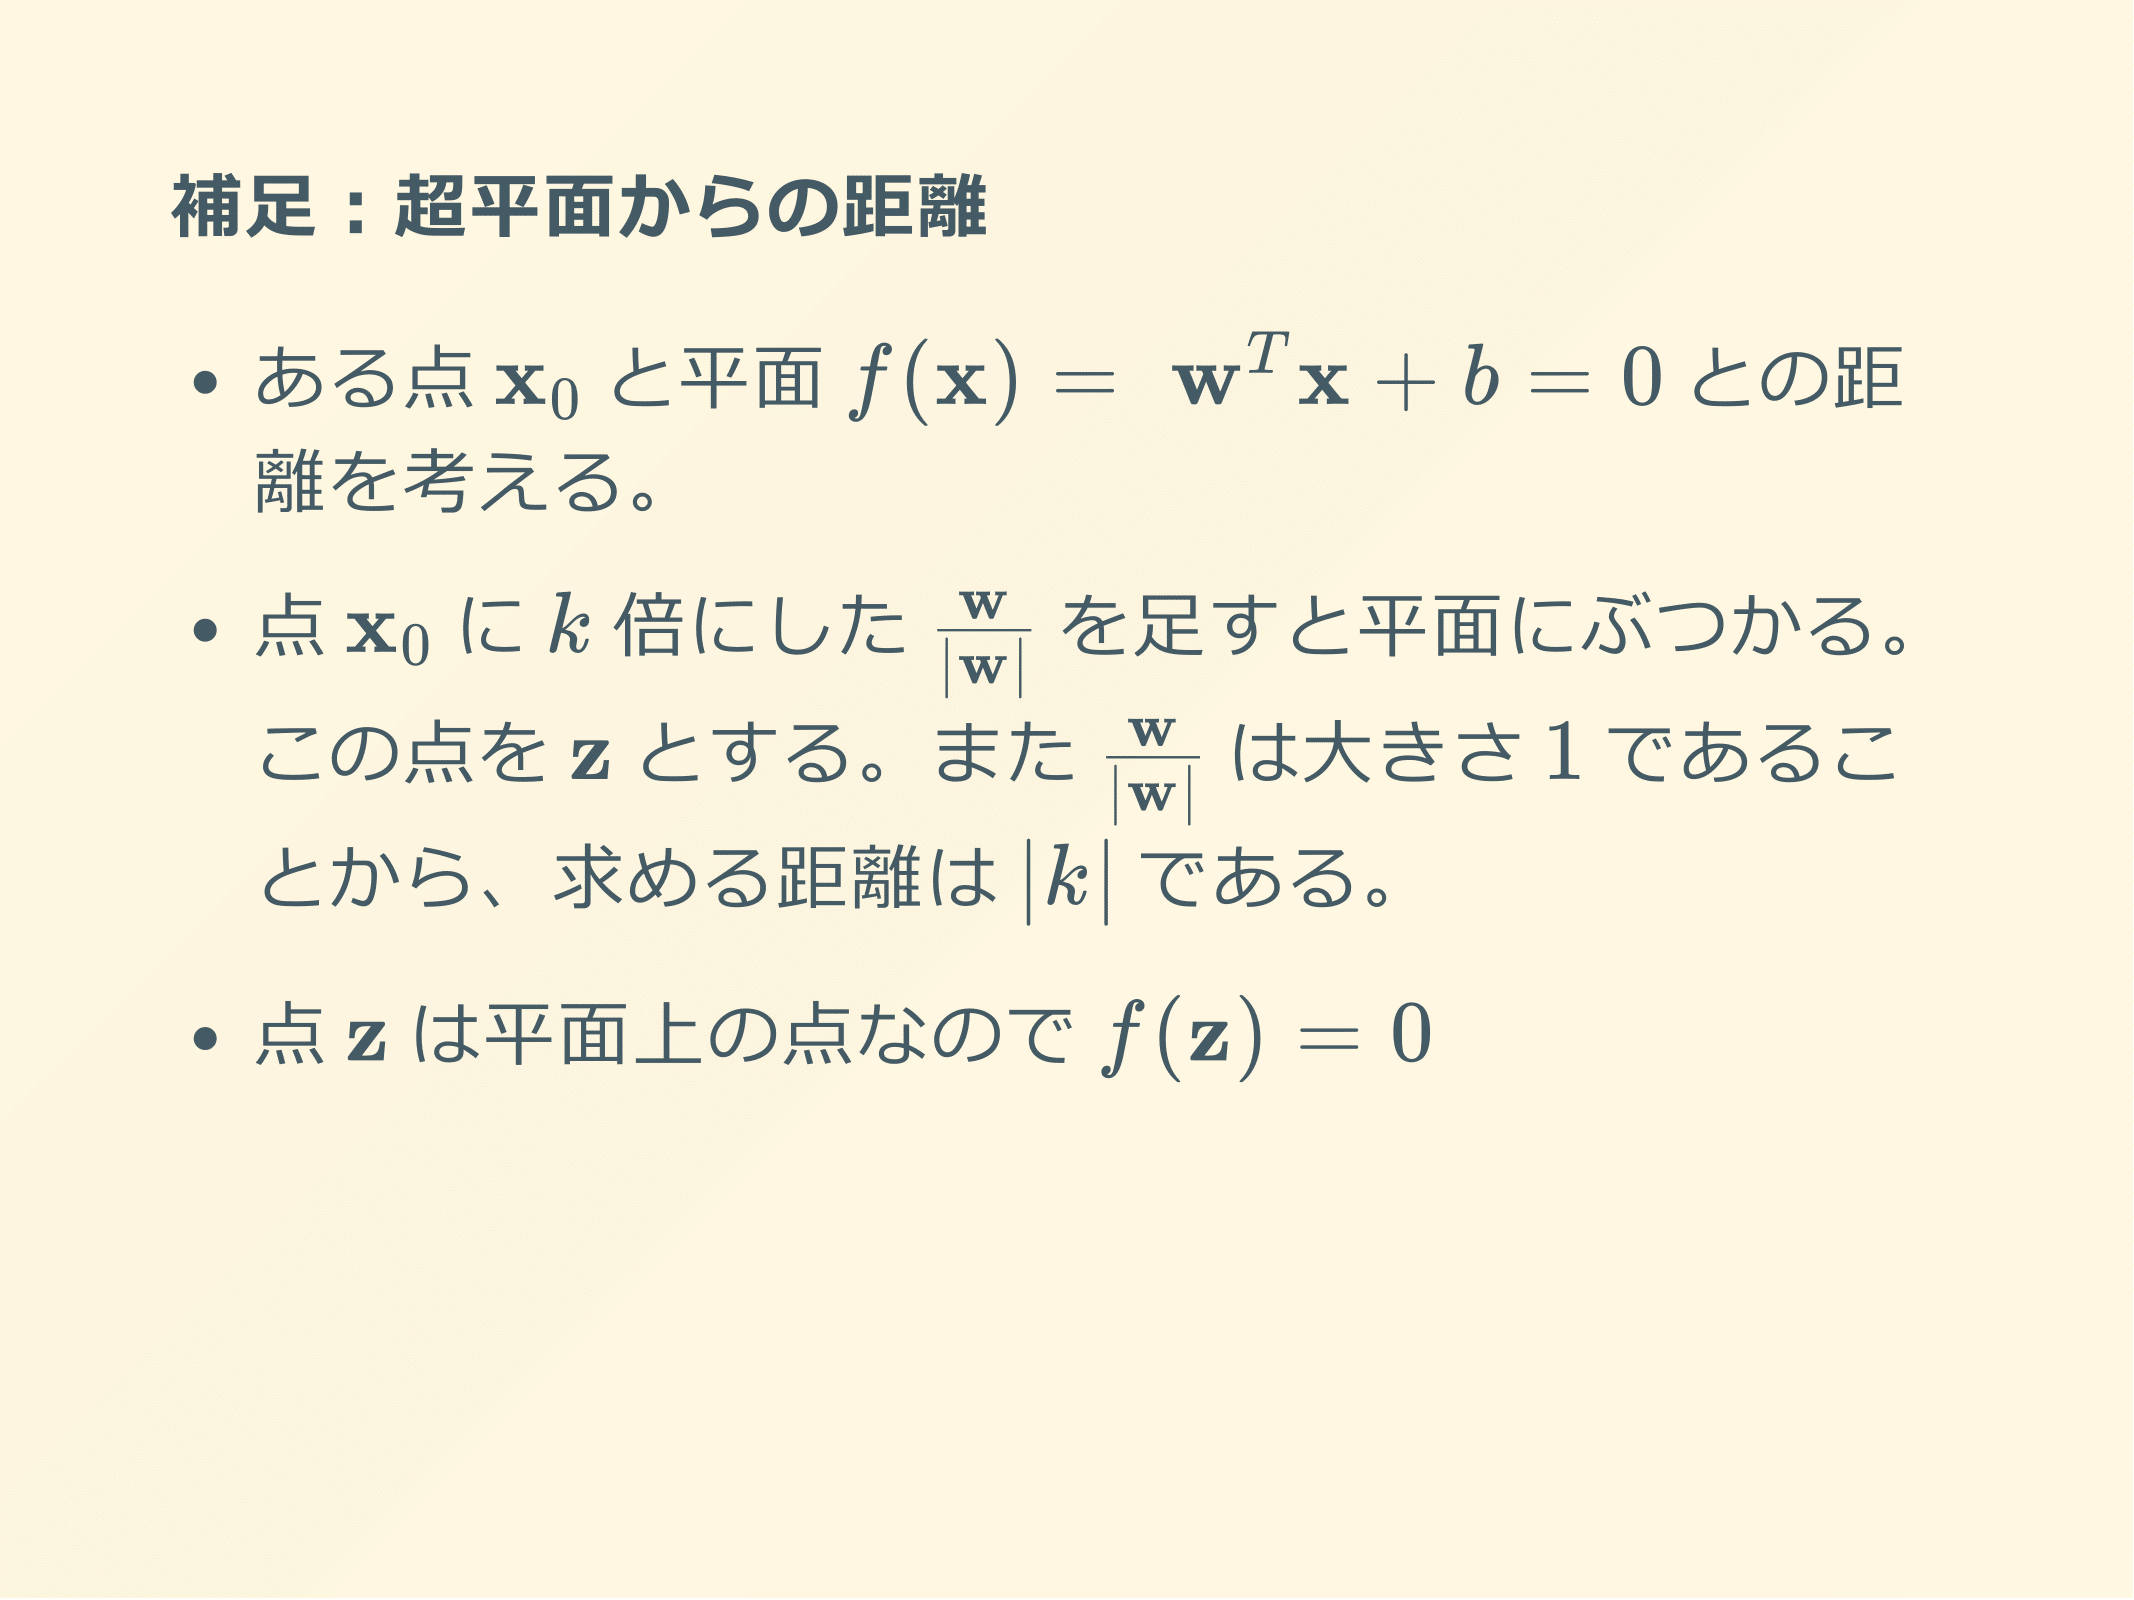 補足：超平面からの距離
• ある点 $\mathbf{x}_0$ と平面 $f(\mathbf{x}) = \mathbf{w}^T\mathbf{x} + b = 0$ との距
離を考える。
• 点 $\mathbf{x}_0$ に $k$ 倍にした $\frac{\mathbf{w}}{|\mathbf{w}|}$ を足すと平面にぶつかる。
この点を $\mathbf{z}$ とする。また $\frac{\mathbf{w}}{|\mathbf{w}|}$ は大きさ $1$ であるこ
とから、求める距離は $|k|$ である。
• 点 $\mathbf{z}$ は平面上の点なので $f(\mathbf{z}) = 0$